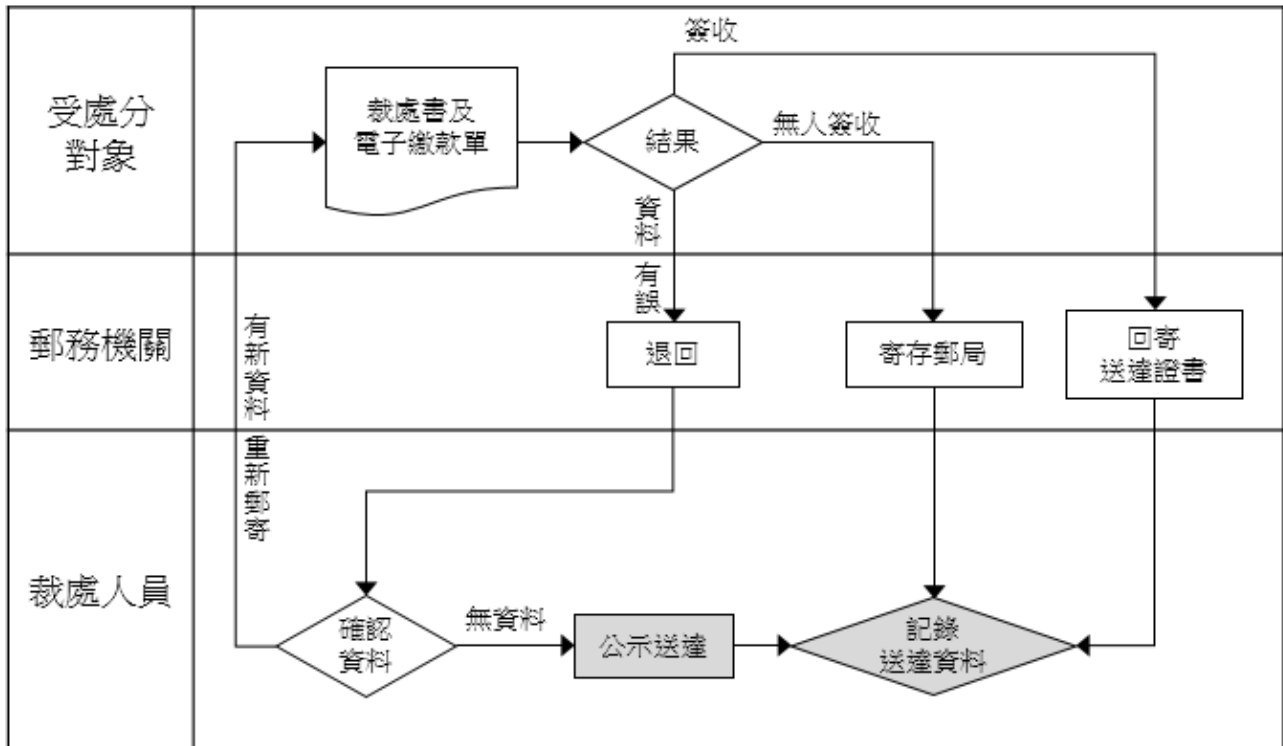 受處分
對象
裁處書及
電子繳款單
結果
簽收
無人簽收
資料
有誤
郵務機關
有新資料
重新郵寄
退回
寄存郵局
回寄
送達證書
裁處人員
確認
資料
無資料
公示送達
記錄
送達資料